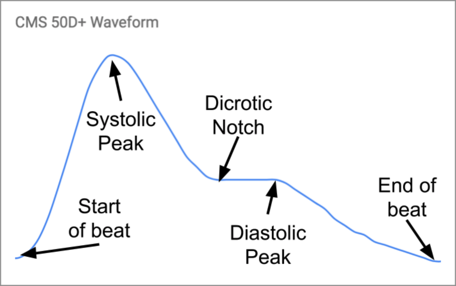 CMS 50D+ Waveform
Systolic
Peak
Dicrotic
Notch
Start
of beat
Diastolic
Peak
End of
beat